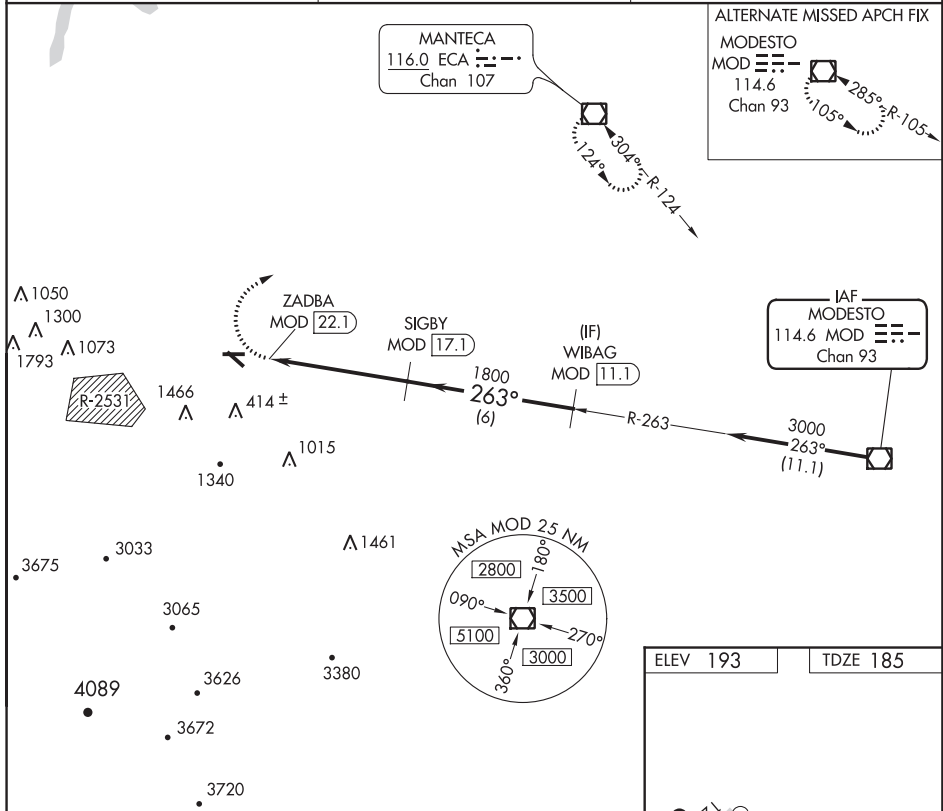 MANTECA
116.0 ECA
Chan 107
ALTERNATE MISSED APCH FIX
MODESTO
MOD
114.6
Chan 93
285°
R-105
105°
304°
R-124
124°
1050
1300
1793
1073
R-2531
1466
414 ±
1015
1340
ZADBA
MOD 22.1
SIGBY
MOD 17.1
(IF)
WIBAG
MOD 11.1
1800
263°
(6)
R-263
IAF
MODESTO
114.6 MOD
Chan 93
3000
263°
(11.1)
1461
3675
3033
3065
3380
3626
4089
3672
3720
MSA MOD 25 NM
180°
2800
3500
090°
270°
5100
3000
360°
ELEV 193
TDZE 185